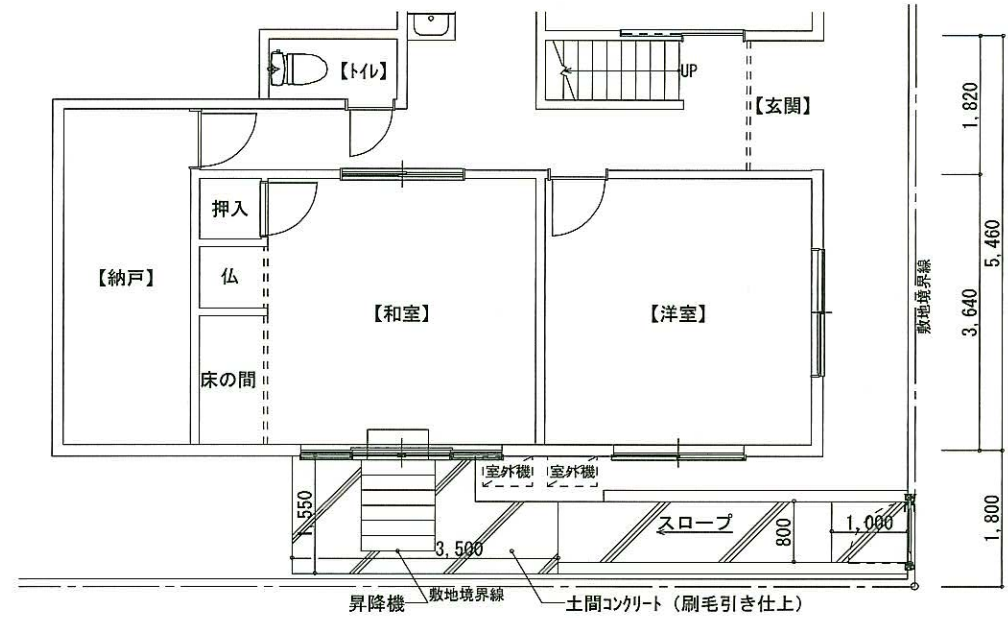 【トイレ】
UP
【玄関】
1,820
押入
仏
【納戸】
【和室】
【洋室】
床の間
敷地境界線
3,640
5,460
室外機
室外機
1,550
3,500
スロープ
800
1,000
1,800
昇降機
敷地境界線
土間コンクリート（刷毛引き仕上）